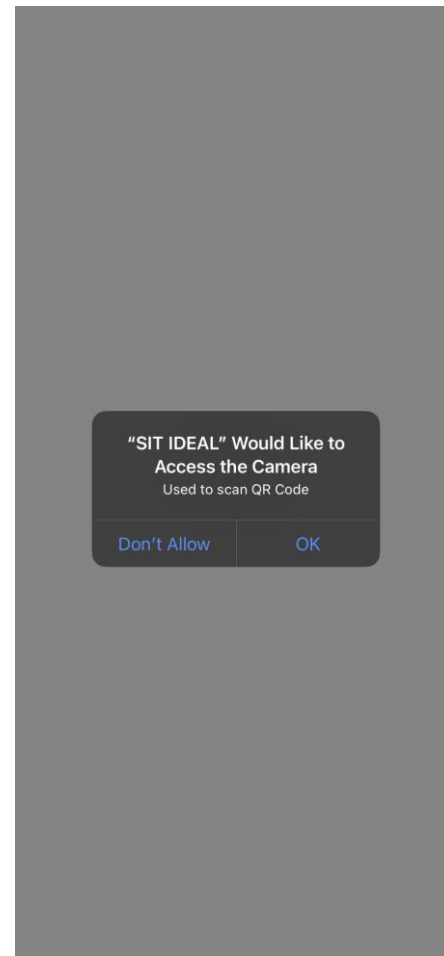 “SIT IDEAL” Would Like to
Access the Camera
Used to scan QR Code
Don’t Allow
OK